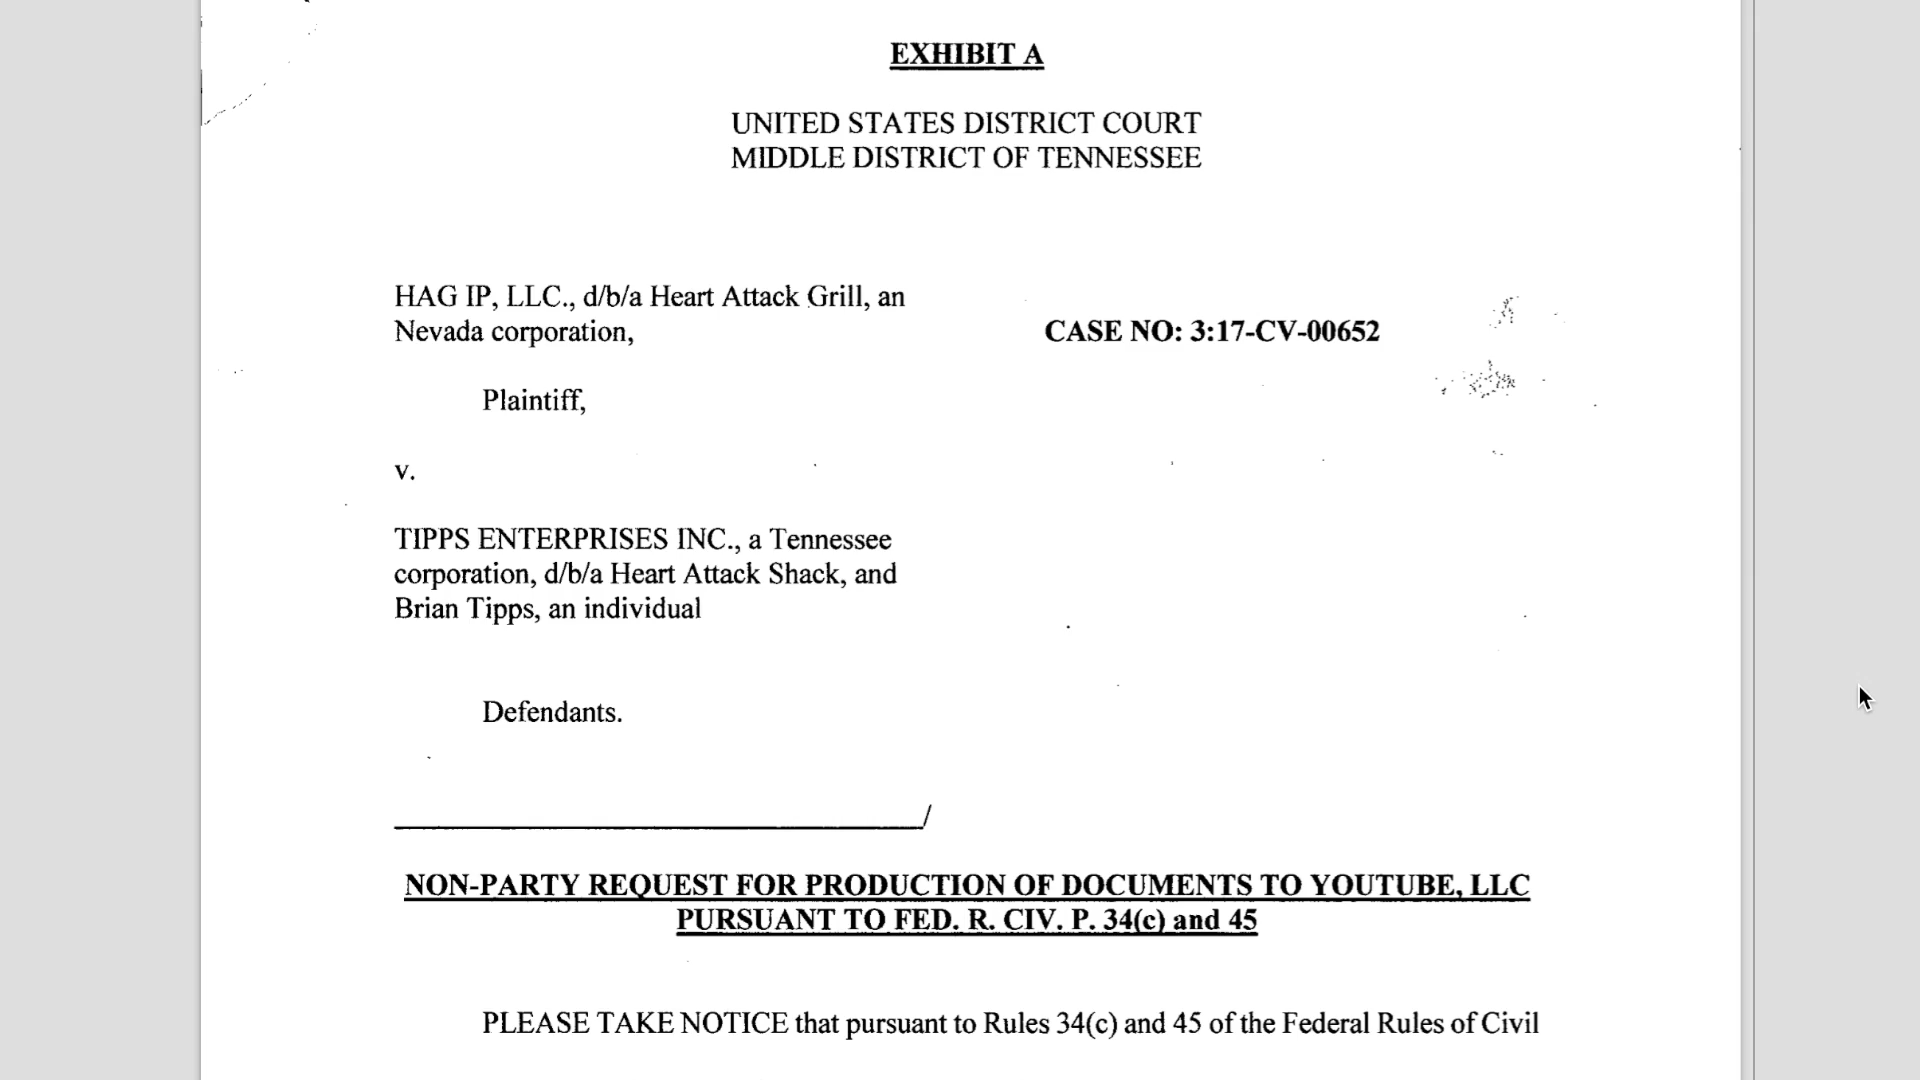 EXHIBIT A
UNITED STATES DISTRICT COURT
MIDDLE DISTRICT OF TENNESSEE
HAG IP, LLC., d/b/a Heart Attack Grill, an
Nevada corporation,
CASE NO: 3:17-CV-00652
Plaintiff,
v.
TIPPS ENTERPRISES INC., a Tennessee
corporation, d/b/a Heart Attack Shack, and
Brian Tipps, an individual
Defendants.
/
NON-PARTY REQUEST FOR PRODUCTION OF DOCUMENTS TO YOUTUBE, LLC
PURSUANT TO FED. R. CIV. P. 34(c) and 45
PLEASE TAKE NOTICE that pursuant to Rules 34(c) and 45 of the Federal Rules of Civil